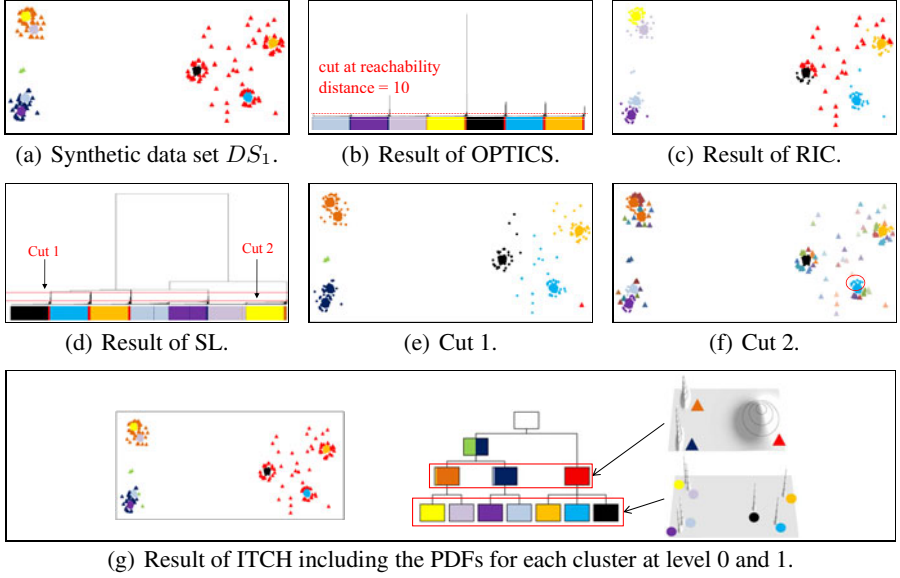 cut at reachability
distance = 10
(a) Synthetic data set DS₁.
(b) Result of OPTICS.
(c) Result of RIC.
Cut 1
Cut 2
(d) Result of SL.
(e) Cut 1.
(f) Cut 2.
(g) Result of ITCH including the PDFs for each cluster at level 0 and 1.